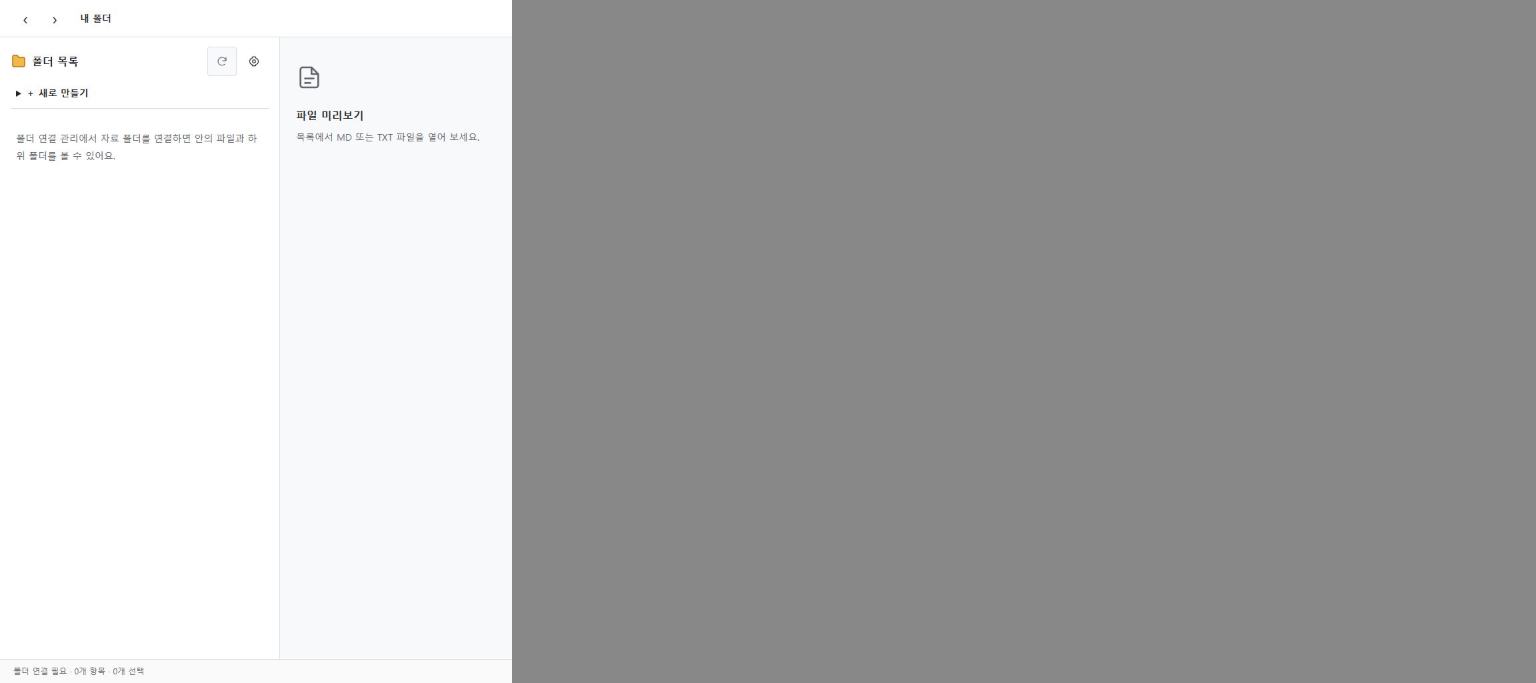 내 폴더
폴더 목록
+ 새로 만들기
폴더 연결 관리에서 자료 폴더를 연결하면 안의 파일과 하
위 폴더를 볼 수 있어요.
파일 미리보기
목록에서 MD 또는 TXT 파일을 열어 보세요.
폴더 연결 필요 · 0개 항목 · 0개 선택